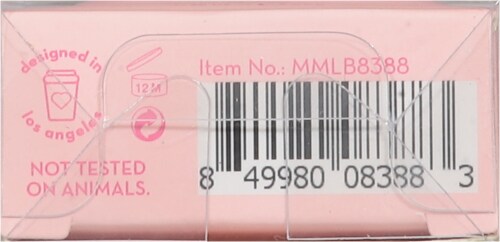 designed in
los angeles
NOT TESTED
ON ANIMALS.
12M
Item No.: MMLB8388
8 49980 08388 3